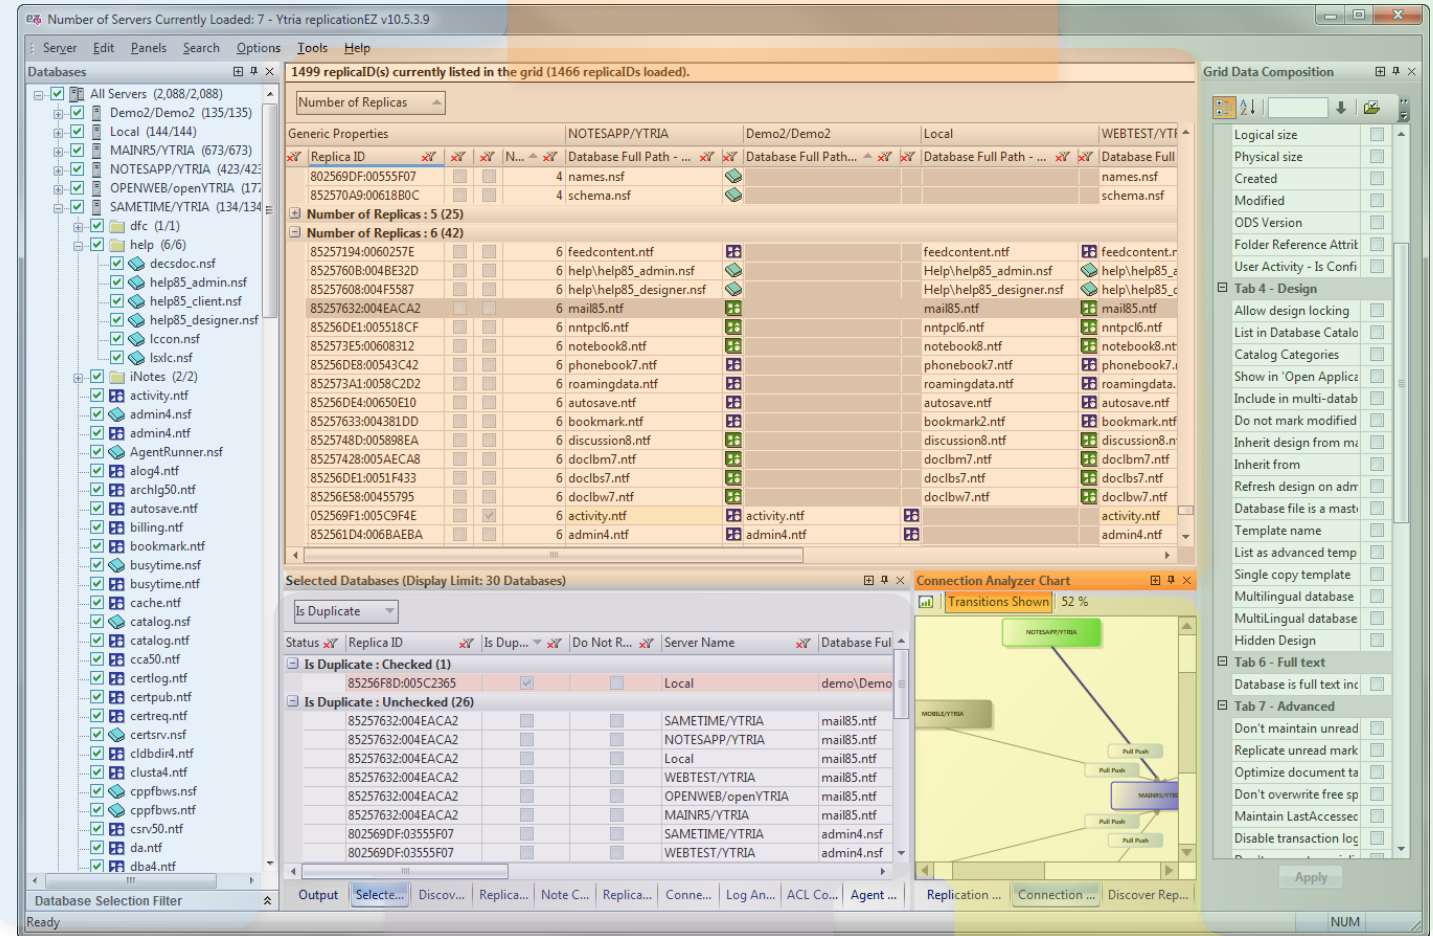 Number of Servers Currently Loaded: 7 - Ytria replicationEZ v10.5.3.9
Server Edit Panels Search Options Tools Help
Databases
All Servers (2,088/2,088)
Demo2/Demo2 (135/135)
Local (144/144)
MAINR5/YTRIA (673/673)
NOTESAPP/YTRIA (423/423
OPENWEB/openYTRIA (177
SAMETIME/YTRIA (134/134
dfc (1/1)
help (6/6)
decsdoc.nsf
help85_admin.nsf
help85_client.nsf
help85_designer.nsf
lccon.nsf
lsxlc.nsf
iNotes (2/2)
activity.ntf
admin4.nsf
admin4.ntf
AgentRunner.nsf
alog4.ntf
archlg50.ntf
autosave.ntf
billing.ntf
bookmark.ntf
busytime.nsf
busytime.ntf
cache.ntf
catalog.nsf
catalog.ntf
cca50.ntf
certlog.ntf
certpub.ntf
certreq.ntf
certsrv.nsf
cldbdir4.ntf
clusta4.ntf
cppfbws.nsf
cppfbws.ntf
csrv50.ntf
da.ntf
dba4.ntf
Database Selection Filter
Ready
1499 replicaID(s) currently listed in the grid (1466 replicaIDs loaded).
Number of Replicas
Generic Properties NOTESAPP/YTRIA Demo2/Demo2 Local WEBTEST/YTF
Replica ID N... Database Full Path - ... Database Full Path... Database Full Path - ... Database Full
802569DF:00555F07 4 names.nsf names.nsf
852570A9:00618B0C 4 schema.nsf schema.nsf
Number of Replicas : 5 (25)
Number of Replicas : 6 (42)
85257194:0060257E 6 feedcontent.ntf feedcontent.ntf feedcontent.n
8525760B:004BE32D 6 help\help85_admin.nsf Help\help85_admin.nsf help\help85_a
85257608:004F5587 6 help\help85_designer.nsf Help\help85_designer.nsf help\help85_c
85257632:004EACA2 6 mail85.ntf mail85.ntf mail85.ntf
85256DE1:005518CF 6 nntpcl6.ntf nntpcl6.ntf nntpcl6.ntf
852573E5:00608312 6 notebook8.ntf notebook8.ntf notebook8.nt
85256DE8:00543C42 6 phonebook7.ntf phonebook7.ntf phonebook7.i
852573A1:0058C2D2 6 roamingdata.ntf roamingdata.ntf roamingdata.
85256DE4:00650E10 6 autosave.ntf autosave.ntf autosave.ntf
85257633:004381DD 6 bookmark.ntf bookmark2.ntf bookmark.ntf
8525748D:005898EA 6 discussion8.ntf discussion8.ntf discussion8.n
85257428:005AECA8 6 doclbm7.ntf doclbm7.ntf doclbm7.ntf
85256DE1:0051F433 6 doclbs7.ntf doclbs7.ntf doclbs7.ntf
85256E58:00455795 6 doclbw7.ntf doclbw7.ntf doclbw7.ntf
052569F1:005C9F4E 6 activity.ntf activity.ntf activity.ntf
852561D4:006BAEBA 6 admin4.ntf admin4.ntf admin4.ntf
Selected Databases (Display Limit: 30 Databases)
Is Duplicate
Status Replica ID Is Dup... Do Not R... Server Name Database Ful
Is Duplicate : Checked (1)
85256F8D:005C2365 Local demo\Demo
Is Duplicate : Unchecked (26)
85257632:004EACA2 SAMETIME/YTRIA mail85.ntf
85257632:004EACA2 NOTESAPP/YTRIA mail85.ntf
85257632:004EACA2 Local mail85.ntf
85257632:004EACA2 WEBTEST/YTRIA mail85.ntf
85257632:004EACA2 OPENWEB/openYTRIA mail85.ntf
85257632:004EACA2 MAINR5/YTRIA mail85.ntf
802569DF:03555F07 SAMETIME/YTRIA admin4.nsf
802569DF:03555F07 WEBTEST/YTRIA admin4.nsf
Output Selecte... Discov... Replica... Note C... Replica... Conne... Log An... ACL Co... Agent ...
Connection Analyzer Chart
Transitions Shown 52 %
NOTESAPP/YTRIA
MOBILE/YTRIA
Pull Push
Pull Push
MAINR5/YTRI
Pull Push
Pull Push
Replication ... Connection ... Discover Rep...
Grid Data Composition
Logical size
Physical size
Created
Modified
ODS Version
Folder Reference Attrib
User Activity - Is Confi
Tab 4 - Design
Allow design locking
List in Database Catalo
Catalog Categories
Show in 'Open Applica
Include in multi-datab
Do not mark modified
Inherit design from ma
Inherit from
Refresh design on adm
Database file is a mast
Template name
List as advanced temp
Single copy template
Multilingual database
MultiLingual database
Hidden Design
Tab 6 - Full text
Database is full text inc
Tab 7 - Advanced
Don't maintain unread
Replicate unread mark
Optimize document ta
Don't overwrite free sp
Maintain LastAccessed
Disable transaction log
Apply
NUM